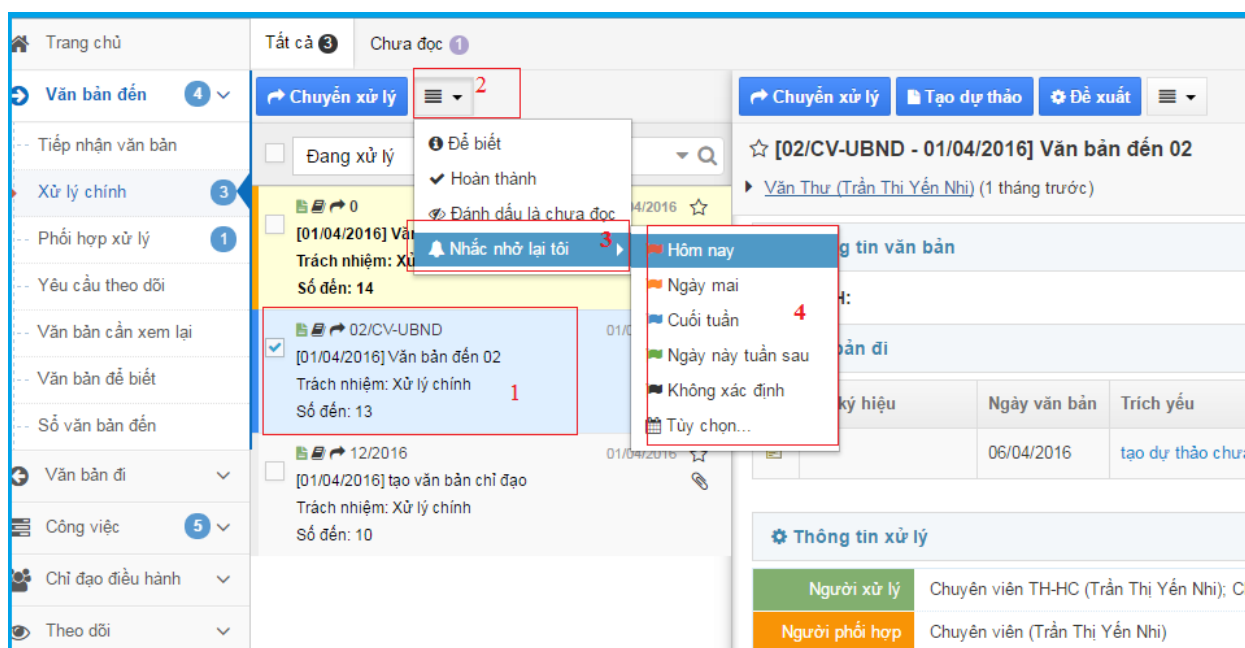 Trang chủ
Văn bản đến 4
Tiếp nhận văn bản
Xử lý chính 3
Phối hợp xử lý 1
Yêu cầu theo dõi
Văn bản cần xem lại
Văn bản để biết
Sổ văn bản đến
Văn bản đi
Công việc 5
Chỉ đạo điều hành
Theo dõi
Tất cả 3 Chưa đọc 1
Chuyển xử lý 2
Đang xử lý
0 04/2016
[01/04/2016]
Trách nhiệm:
Số đến: 14
02/CV-UBND
[01/04/2016] Văn bản đến 02
Trách nhiệm: Xử lý chính 1
Số đến: 13
12/2016 01/04/2016
[01/04/2016] tạo văn bản chỉ đạo
Trách nhiệm: Xử lý chính
Số đến: 10
Để biết
Hoàn thành
Đánh dấu là chưa đọc
Nhắc nhở lại tôi 3
Hôm nay
Ngày mai
Cuối tuần 4
Ngày này tuần sau
Không xác định
Tùy chọn...
Chuyển xử lý Tạo dự thảo Đề xuất
[02/CV-UBND - 01/04/2016] Văn bản đến 02
Văn Thư (Trần Thi Yến Nhi) (1 tháng trước)
tin văn bản
đi
ký hiệu Ngày văn bản Trích yếu
06/04/2016 tạo dự thảo
Thông tin xử lý
Người xử lý Chuyên viên TH-HC (Trần Thị Yến Nhi);
Người phối hợp Chuyên viên (Trần Thị Yến Nhi)